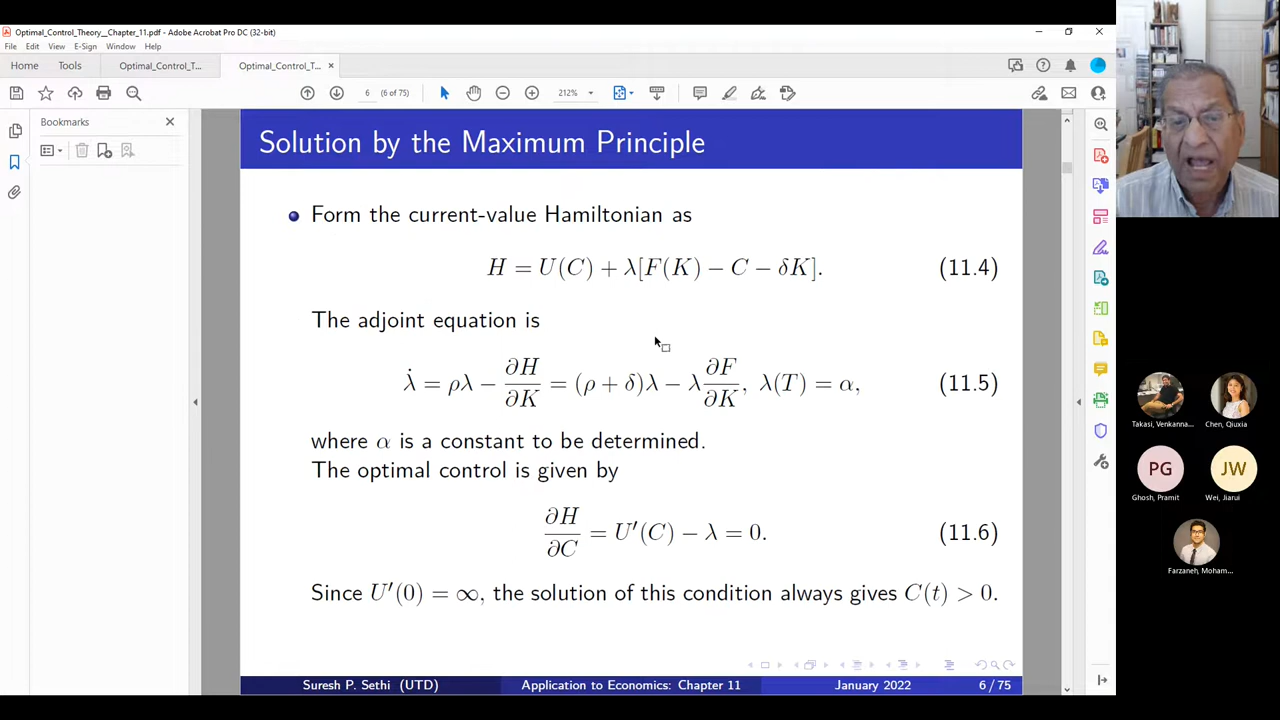 Optimal_Control_Theory__Chapter_11.pdf - Adobe Acrobat Pro DC (32-bit)
File Edit View E-Sign Window Help
Home Tools Optimal_Control_T... Optimal_Control_T... ×
6 (6 of 75) 212%
Bookmarks
Solution by the Maximum Principle
Form the current-value Hamiltonian as
H = U(C) + λ[F(K) − C − δK]. (11.4)
The adjoint equation is
λ̇ = ρλ − ∂H/∂K = (ρ + δ)λ − λ ∂F/∂K, λ(T) = α, (11.5)
where α is a constant to be determined.
The optimal control is given by
∂H/∂C = U′(C) − λ = 0. (11.6)
Since U′(0) = ∞, the solution of this condition always gives C(t) > 0.
Suresh P. Sethi (UTD) Application to Economics: Chapter 11 January 2022 6 / 75
Takasi, Venkanna... Chen, Qiuxia
PG JW
Ghosh, Pramit Wei, Jiarui
Farzaneh, Moham...